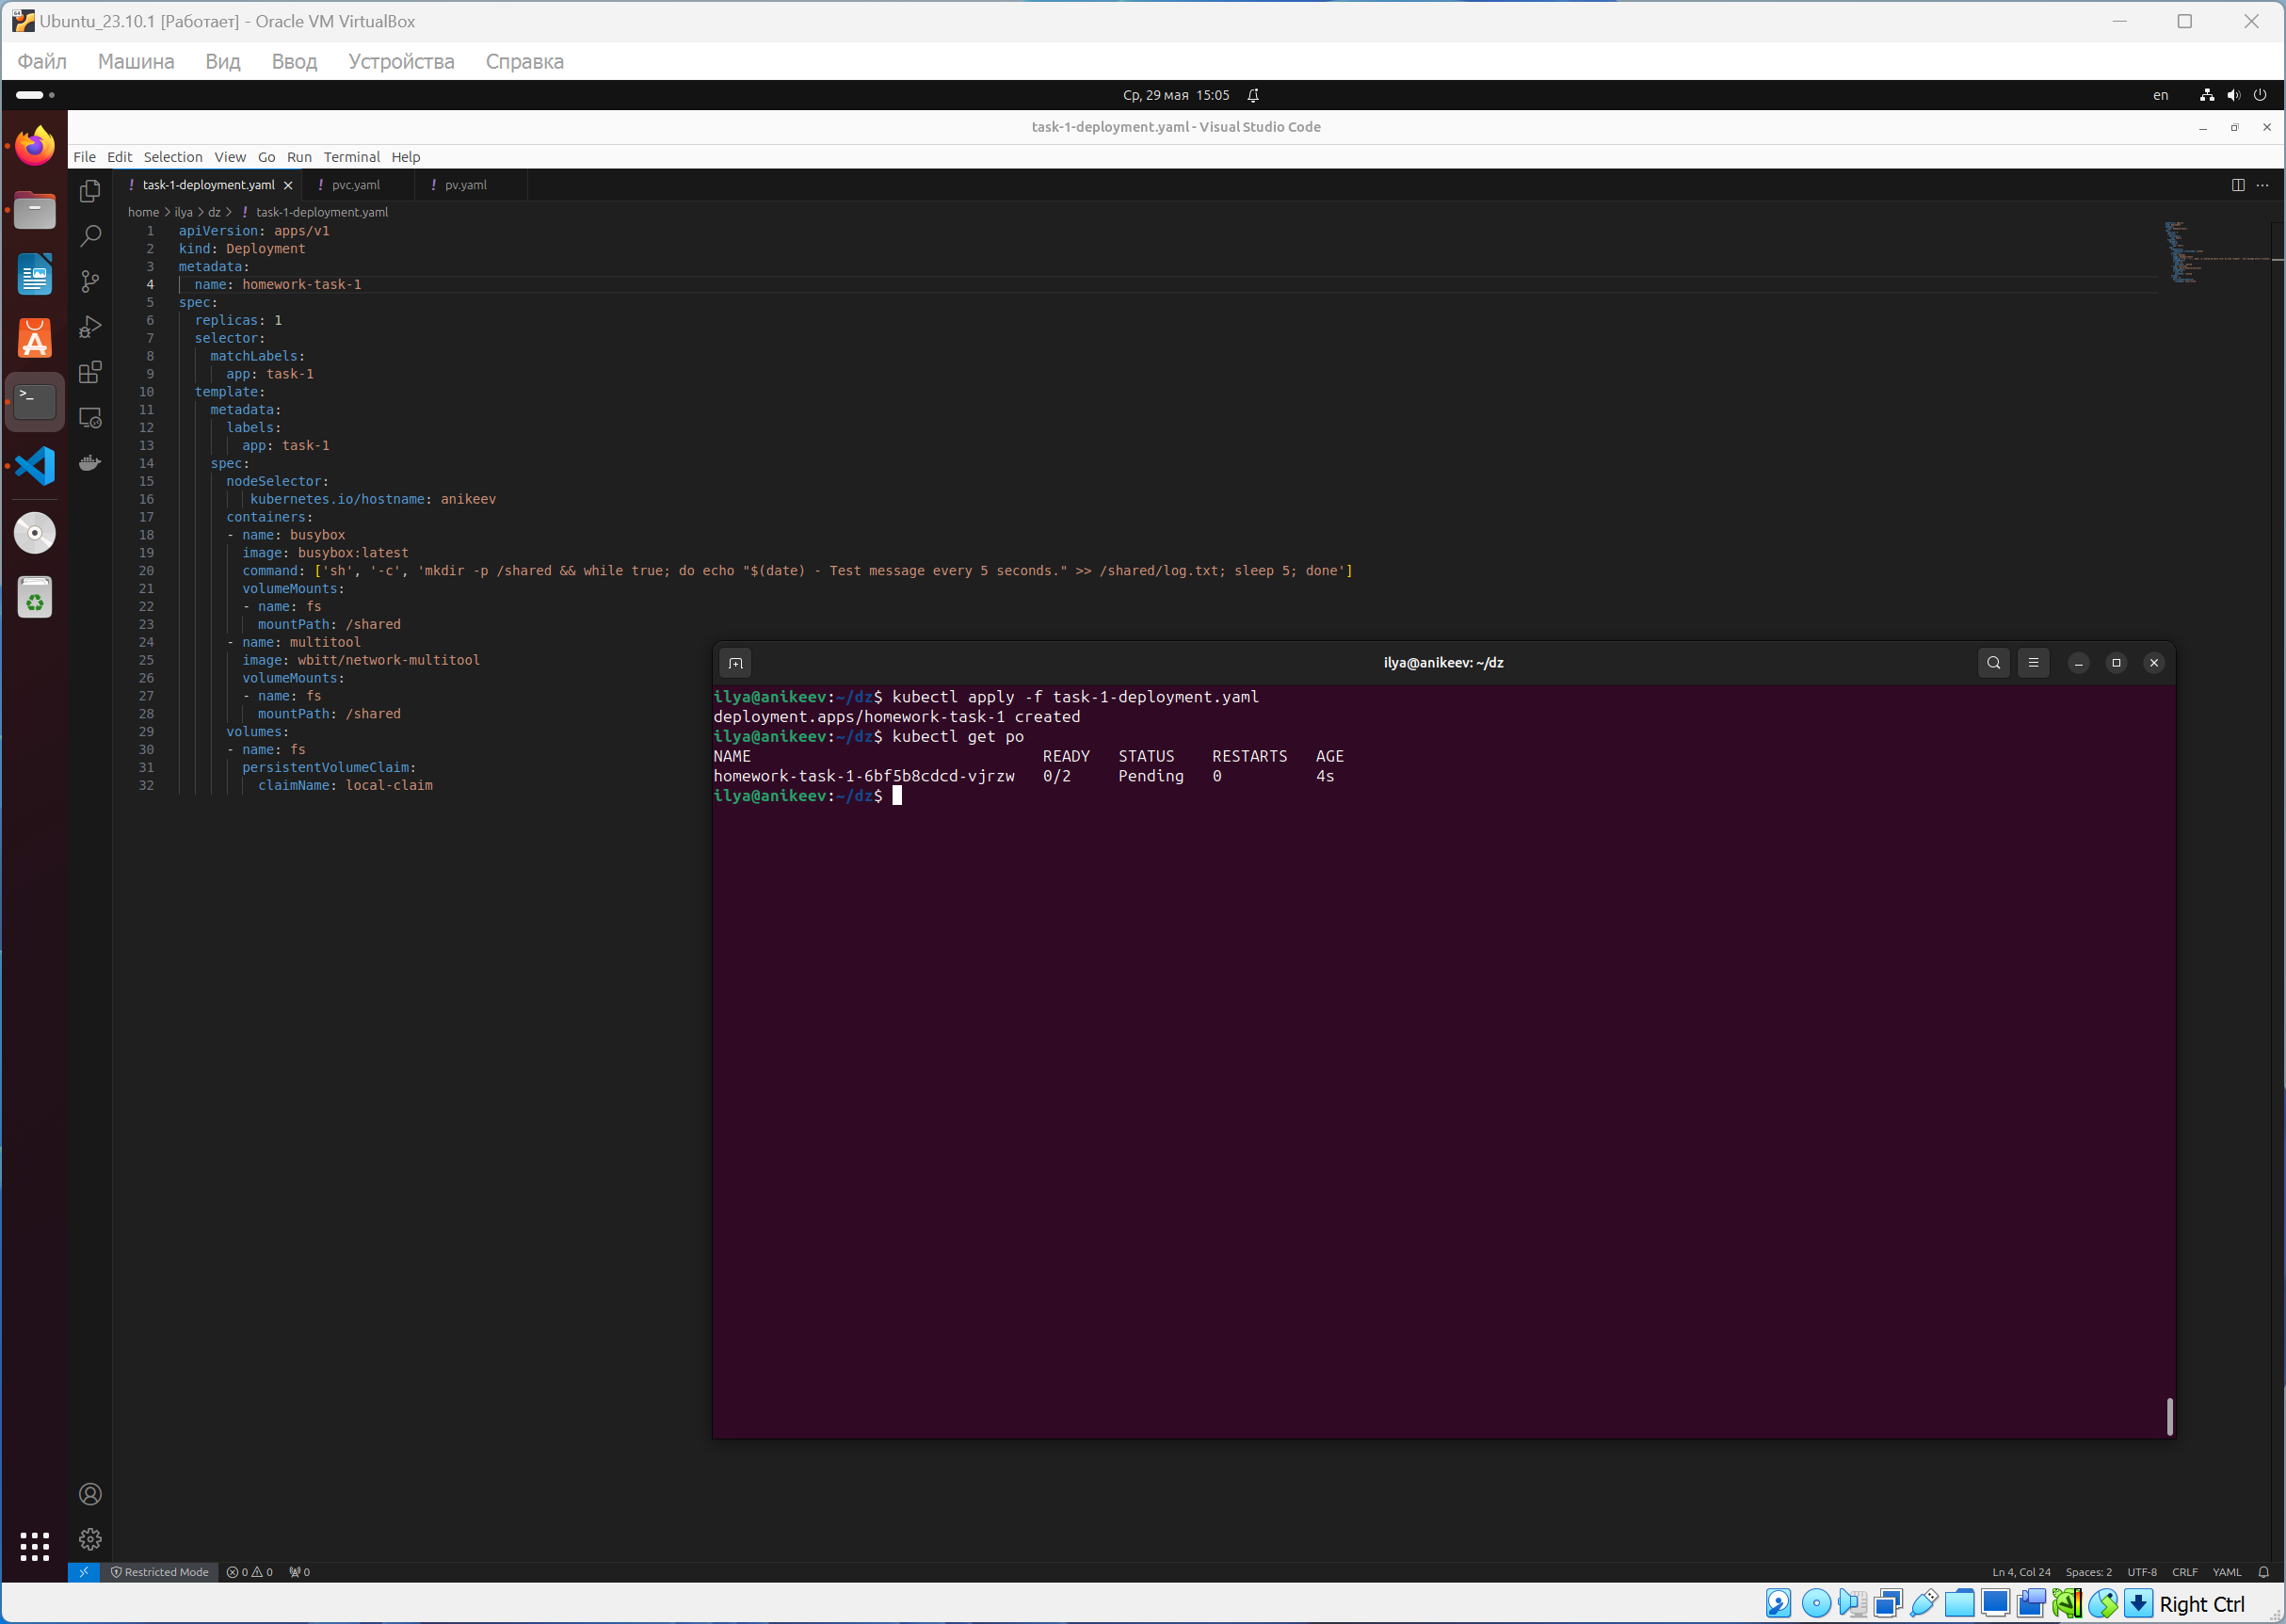 Ubuntu_23.10.1 [Работает] - Oracle VM VirtualBox
Файл Машина Вид Ввод Устройства Справка
Ср, 29 мая 15:05
en
task-1-deployment.yaml - Visual Studio Code
File Edit Selection View Go Run Terminal Help
! task-1-deployment.yaml ! pvc.yaml ! pv.yaml
home > ilya > dz > ! task-1-deployment.yaml
1 apiVersion: apps/v1
2 kind: Deployment
3 metadata:
4 name: homework-task-1
5 spec:
6 replicas: 1
7 selector:
8 matchLabels:
9 app: task-1
10 template:
11 metadata:
12 labels:
13 app: task-1
14 spec:
15 nodeSelector:
16 kubernetes.io/hostname: anikeev
17 containers:
18 - name: busybox
19 image: busybox:latest
20 command: ['sh', '-c', 'mkdir -p /shared && while true; do echo "$(date) - Test message every 5 seconds." >> /shared/log.txt; sleep 5; done']
21 volumeMounts:
22 - name: fs
23 mountPath: /shared
24 - name: multitool
25 image: wbitt/network-multitool
26 volumeMounts:
27 - name: fs
28 mountPath: /shared
29 volumes:
30 - name: fs
31 persistentVolumeClaim:
32 claimName: local-claim
ilya@anikeev: ~/dz
ilya@anikeev:~/dz$ kubectl apply -f task-1-deployment.yaml
deployment.apps/homework-task-1 created
ilya@anikeev:~/dz$ kubectl get po
NAME READY STATUS RESTARTS AGE
homework-task-1-6bf5b8cdcd-vjrzw 0/2 Pending 0 4s
ilya@anikeev:~/dz$
Restricted Mode 0 0 0
Ln 4, Col 24 Spaces: 2 UTF-8 CRLF YAML
Right Ctrl